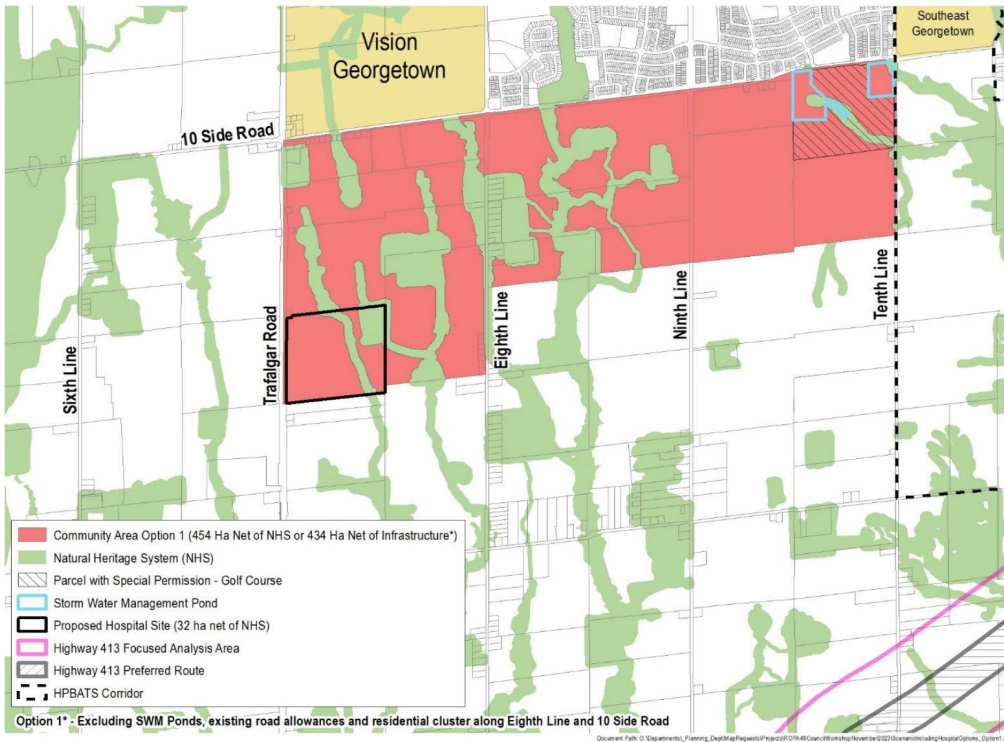 Vision
Georgetown
Southeast
Georgetown
10 Side Road
Sixth Line
Trafalgar Road
Eighth Line
Ninth Line
Tenth Line
Community Area Option 1 (454 Ha Net of NHS or 434 Ha Net of Infrastructure*)
Natural Heritage System (NHS)
Parcel with Special Permission - Golf Course
Storm Water Management Pond
Proposed Hospital Site (32 ha net of NHS)
Highway 413 Focused Analysis Area
Highway 413 Preferred Route
HPBATS Corridor
Option 1* - Excluding SWM Ponds, existing road allowances and residential cluster along Eighth Line and 10 Side Road
Document Path: